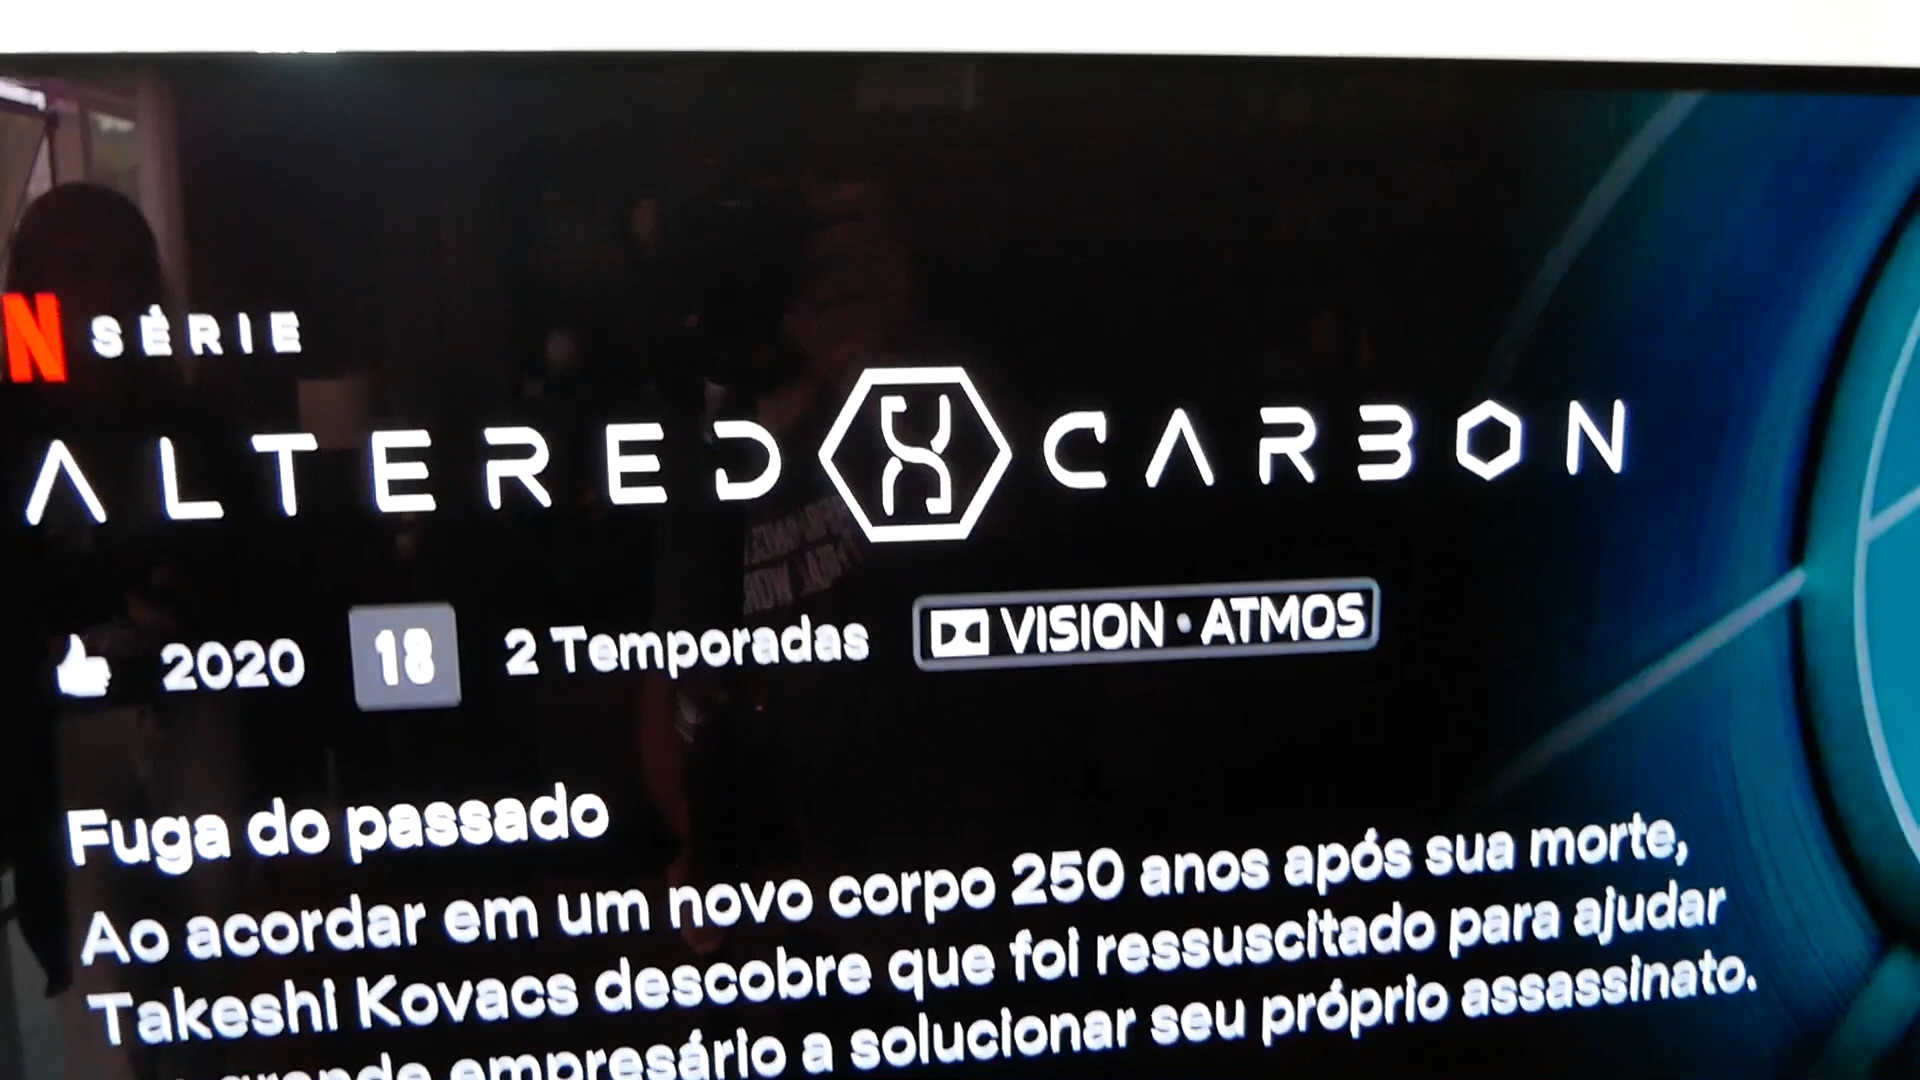 N SÉRIE
ALTERED CARBON
2020 18 2 Temporadas VISION · ATMOS
Fuga do passado
Ao acordar em um novo corpo 250 anos após sua morte,
Takeshi Kovacs descobre que foi ressuscitado para ajudar
grande empresário a solucionar seu próprio assassinato.